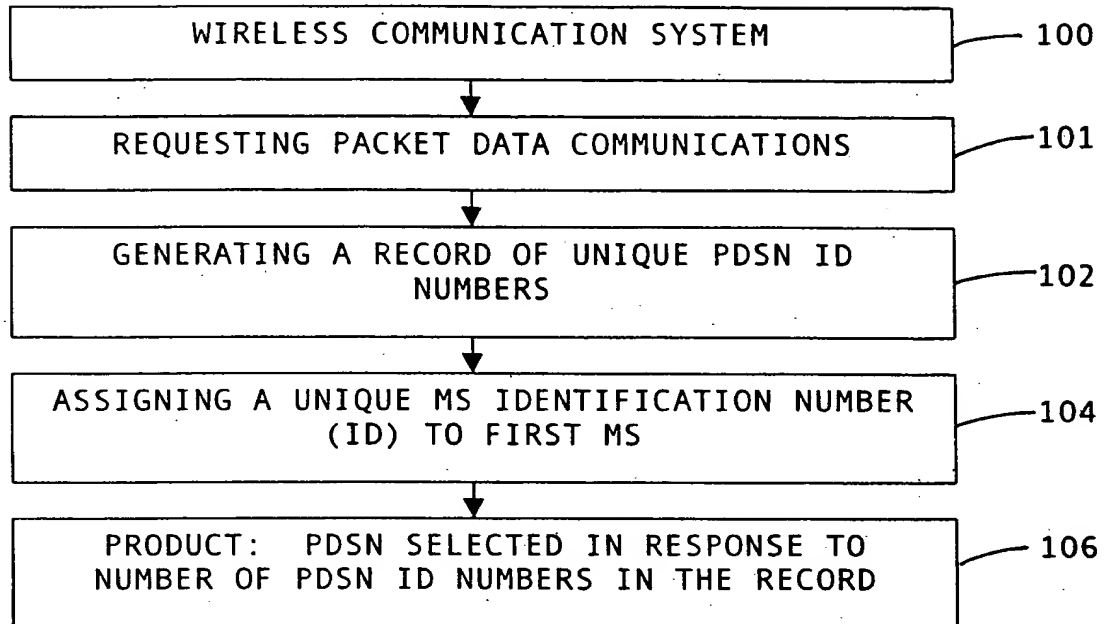 WIRELESS COMMUNICATION SYSTEM
100
REQUESTING PACKET DATA COMMUNICATIONS
101
GENERATING A RECORD OF UNIQUE PDSN ID
NUMBERS
102
ASSIGNING A UNIQUE MS IDENTIFICATION NUMBER
(ID) TO FIRST MS
104
PRODUCT: PDSN SELECTED IN RESPONSE TO
NUMBER OF PDSN ID NUMBERS IN THE RECORD
106